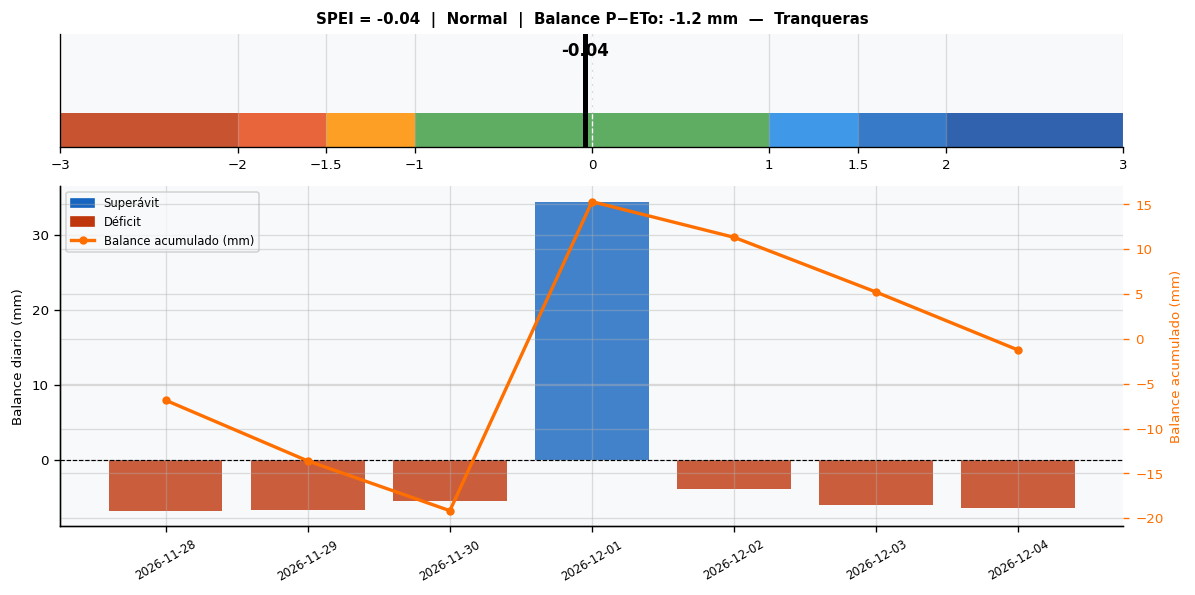 SPEI = -0.04  |  Normal  |  Balance P−ETo: -1.2 mm  —  Tranqueras
-0.04
−3 −2 −1.5 −1 0 1 1.5 2 3
Superávit
Déficit
Balance acumulado (mm)
Balance diario (mm)
30
20
10
0
Balance acumulado (mm)
15
10
5
0
−5
−10
−15
−20
2026-11-28 2026-11-29 2026-11-30 2026-12-01 2026-12-02 2026-12-03 2026-12-04